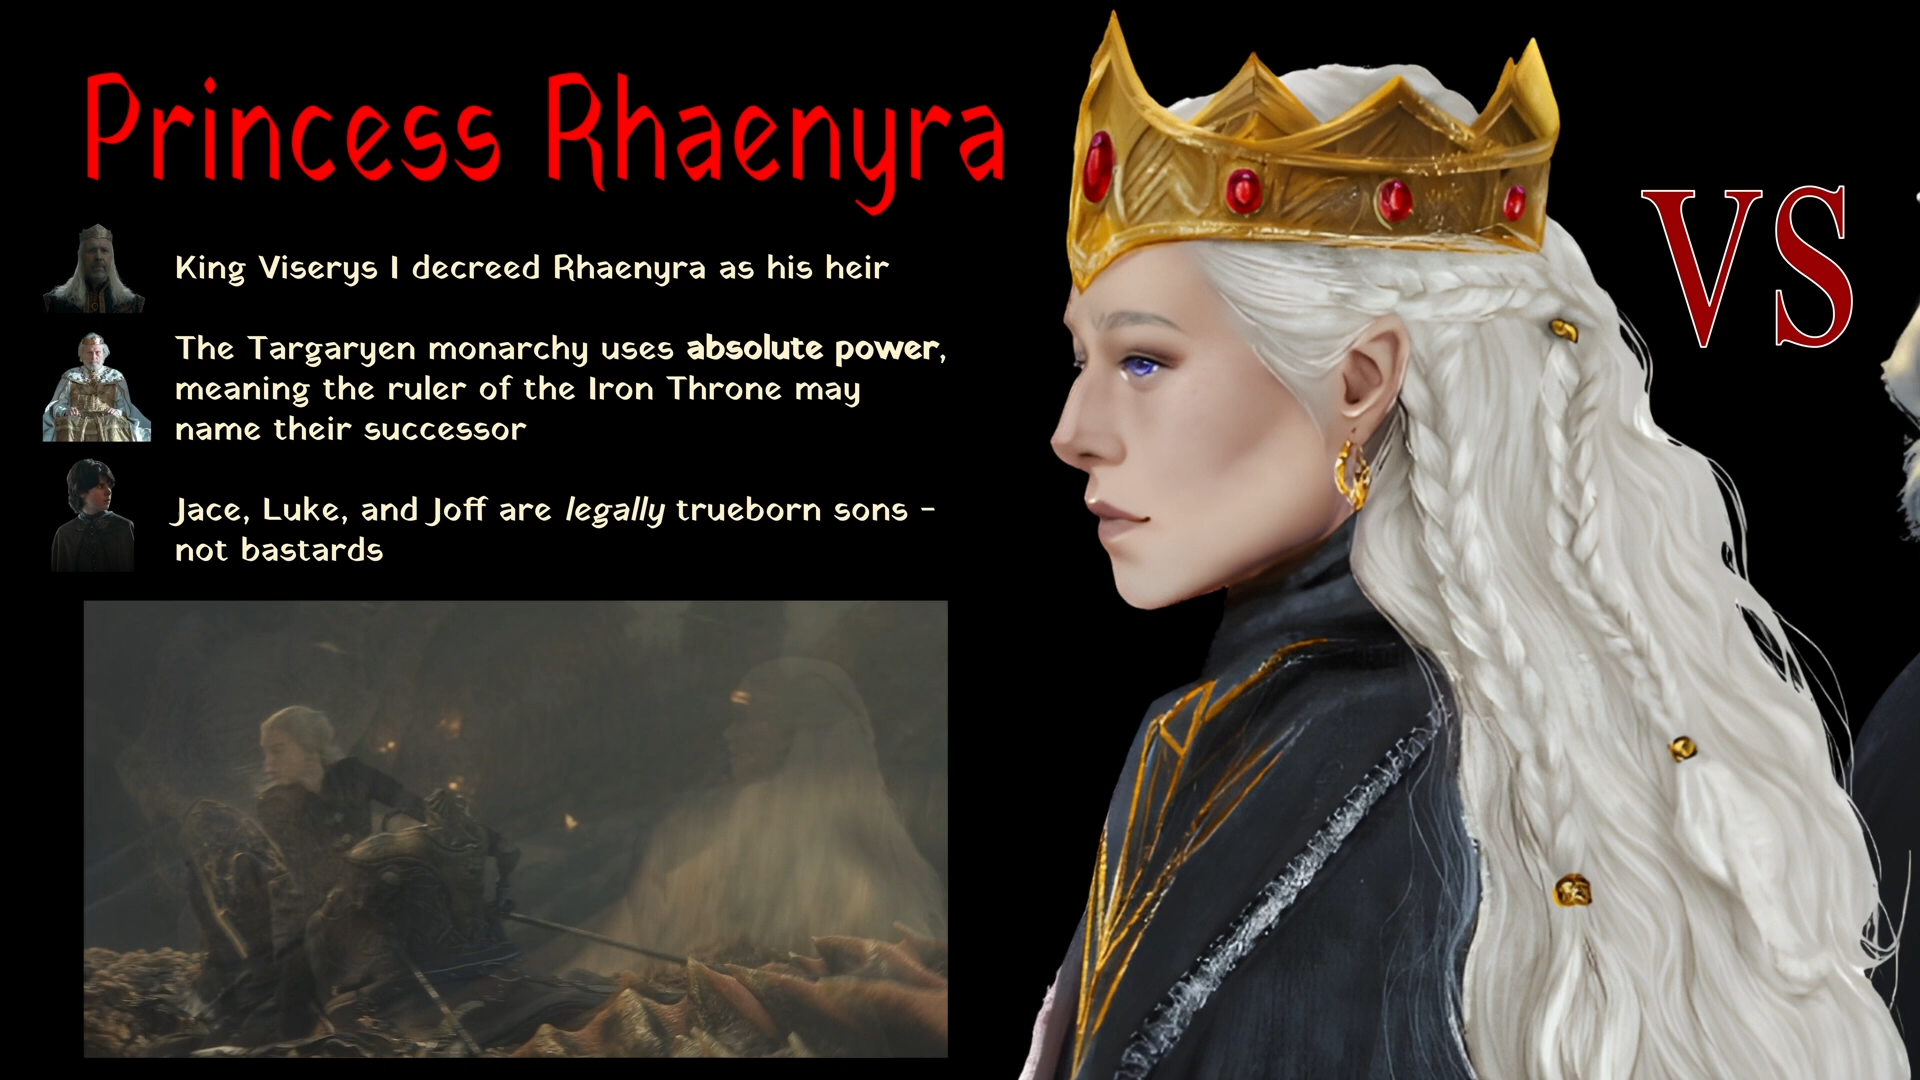 Princess Rhaenyra
VS
King Viserys I decreed Rhaenyra as his heir
The Targaryen monarchy uses absolute power,
meaning the ruler of the Iron Throne may
name their successor
Jace, Luke, and Joff are legally trueborn sons -
not bastards